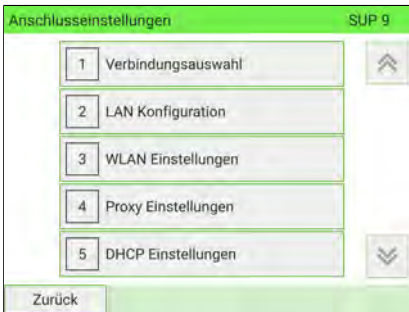 Anschlusseinstellungen SUP 9
1 Verbindungsauswahl
2 LAN Konfiguration
3 WLAN Einstellungen
4 Proxy Einstellungen
5 DHCP Einstellungen
Zurück